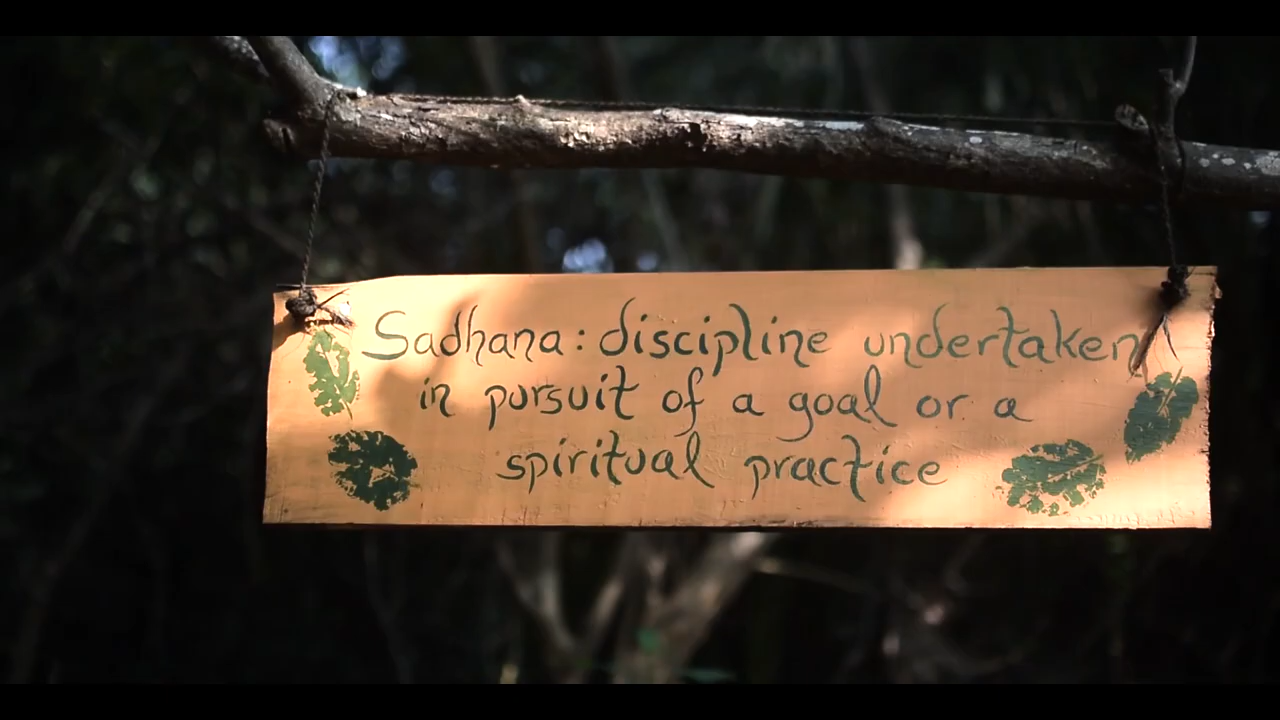 Sadhana: discipline undertaken
in pursuit of a goal or a
spiritual practice